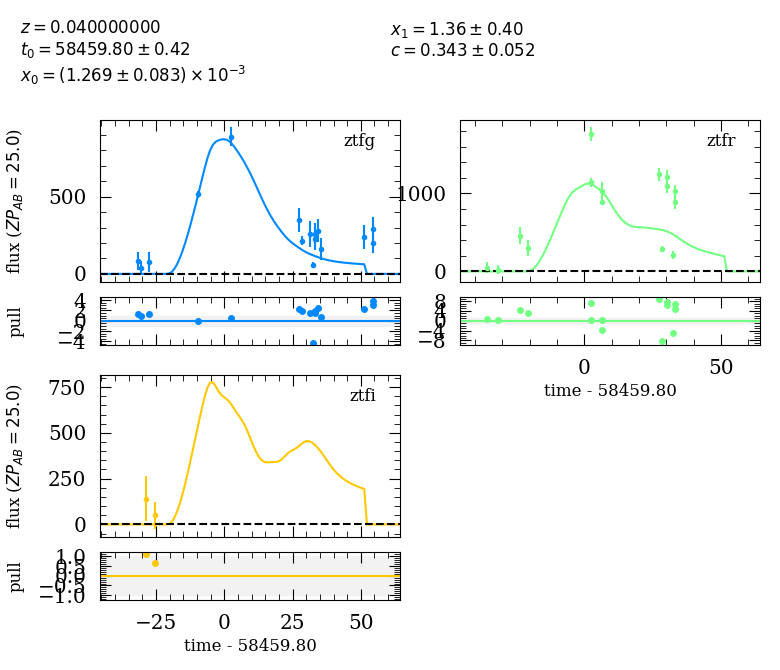 z = 0.040000000
t₀ = 58459.80 ± 0.42
x₀ = (1.269 ± 0.083) × 10⁻³
x₁ = 1.36 ± 0.40
c = 0.343 ± 0.052
ztfg
flux (ZP_AB = 25.0)
500
0
ztfr
1000
0
pull
4
2
0
−2
−4
8
4
0
−4
−8
0 50
time - 58459.80
ztfi
flux (ZP_AB = 25.0)
750
500
250
0
pull
1.0
0.5
0.0
−0.5
−1.0
−25 0 25 50
time - 58459.80